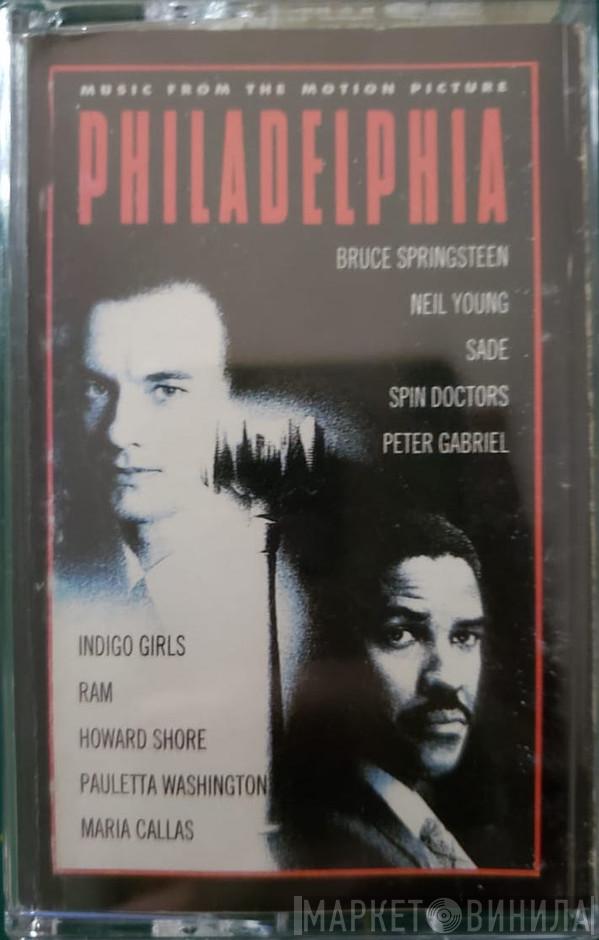 MUSIC FROM THE MOTION PICTURE
PHILADELPHIA
BRUCE SPRINGSTEEN
NEIL YOUNG
SADE
SPIN DOCTORS
PETER GABRIEL
INDIGO GIRLS
RAM
HOWARD SHORE
PAULETTA WASHINGTON
MARIA CALLAS
МАРКЕТ ВИНИЛА